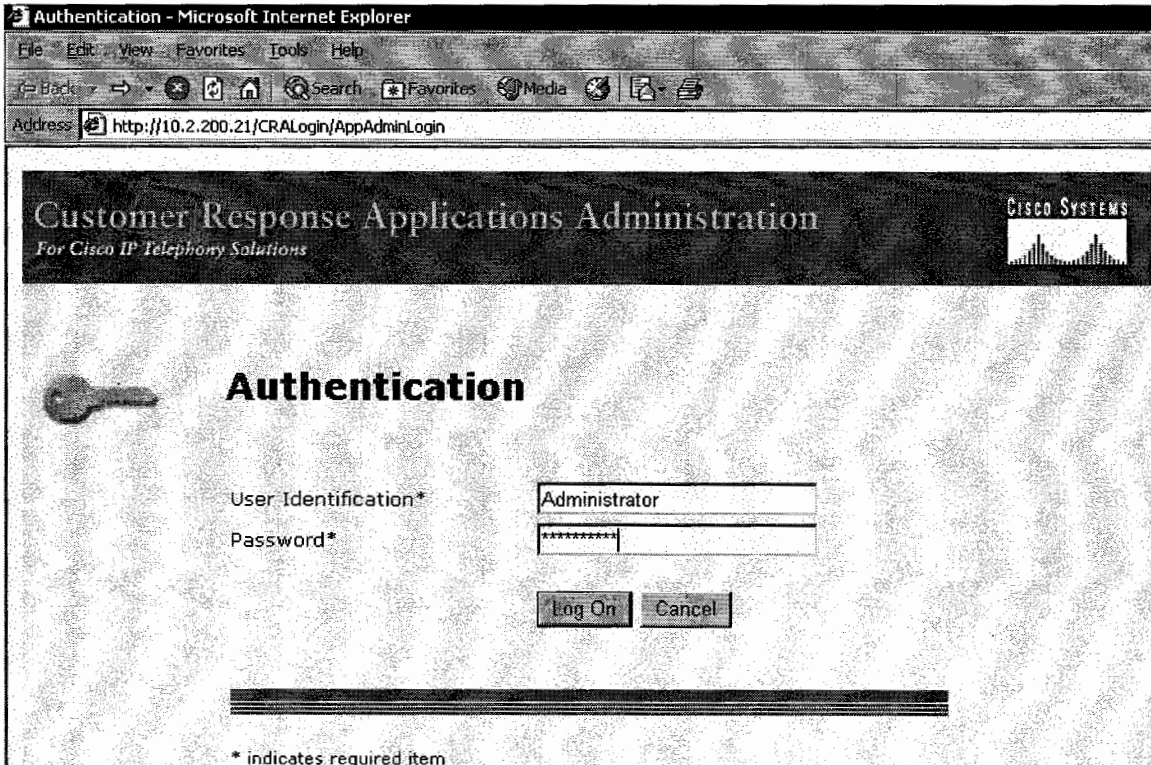 Authentication - Microsoft Internet Explorer
File Edit View Favorites Tools Help
Back Search Favorites Media
Address http://10.2.200.21/CRALogin/AppAdminLogin
Customer Response Applications Administration
For Cisco IP Telephony Solutions
CISCO SYSTEMS
Authentication
User Identification* Administrator
Password* **********
Log On Cancel
* indicates required item